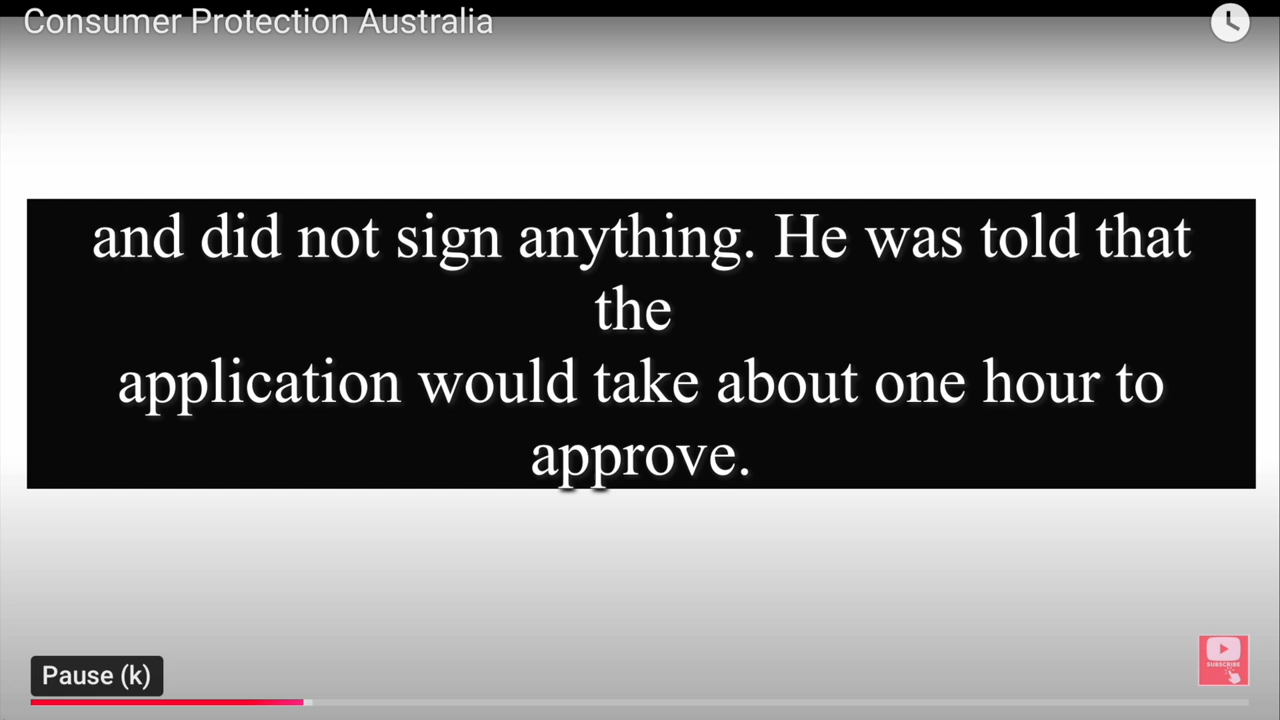 Consumer Protection Australia
and did not sign anything. He was told that
the
application would take about one hour to
approve.
SUBSCRIBE
Pause (k)